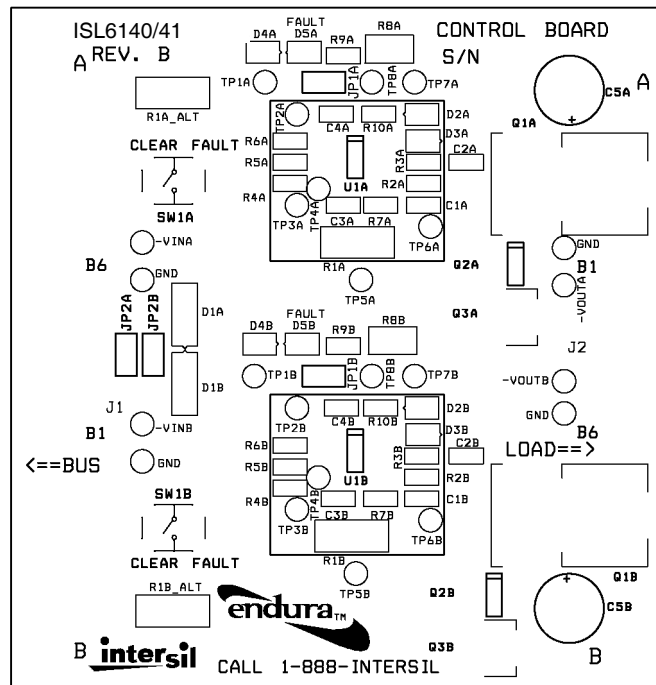 ISL6140/41
FAULT
CONTROL BOARD
D4A D5A R9A R8A
A REV. B
S/N
TP1A JP1A TP8A TP7A
A
R1A_ALT
TP2A C4A R10A D2A
C5A
+
Q1A
CLEAR FAULT
R6A D3A
R5A U1A R3A C2A
R4A R2A
SW1A
TP3A TP4A C3A R7A C1A
TP6A
-VINA
R1A
GND
B6
Q2A
B1
GND
TP5A
-VOUTA
JP2A JP2B D1A
FAULT
Q3A
D4B D5B R9B R8B
J2
TP1B JP1B TP8B TP7B
-VOUTB
D1B
J1
TP2B C4B R10B D2B
GND
B1 -VINB
D3B
B6
R6B
C2B
LOAD==>
<==BUS GND
R5B U1B R3B
R2B
R4B
SW1B
TP3B TP4B C3B R7B C1B
TP6B
CLEAR FAULT
R1B
Q1B
R1B_ALT
TP5B
+
Q2B
endura™
C5B
B intersil
Q3B
B
CALL 1-888-INTERSIL